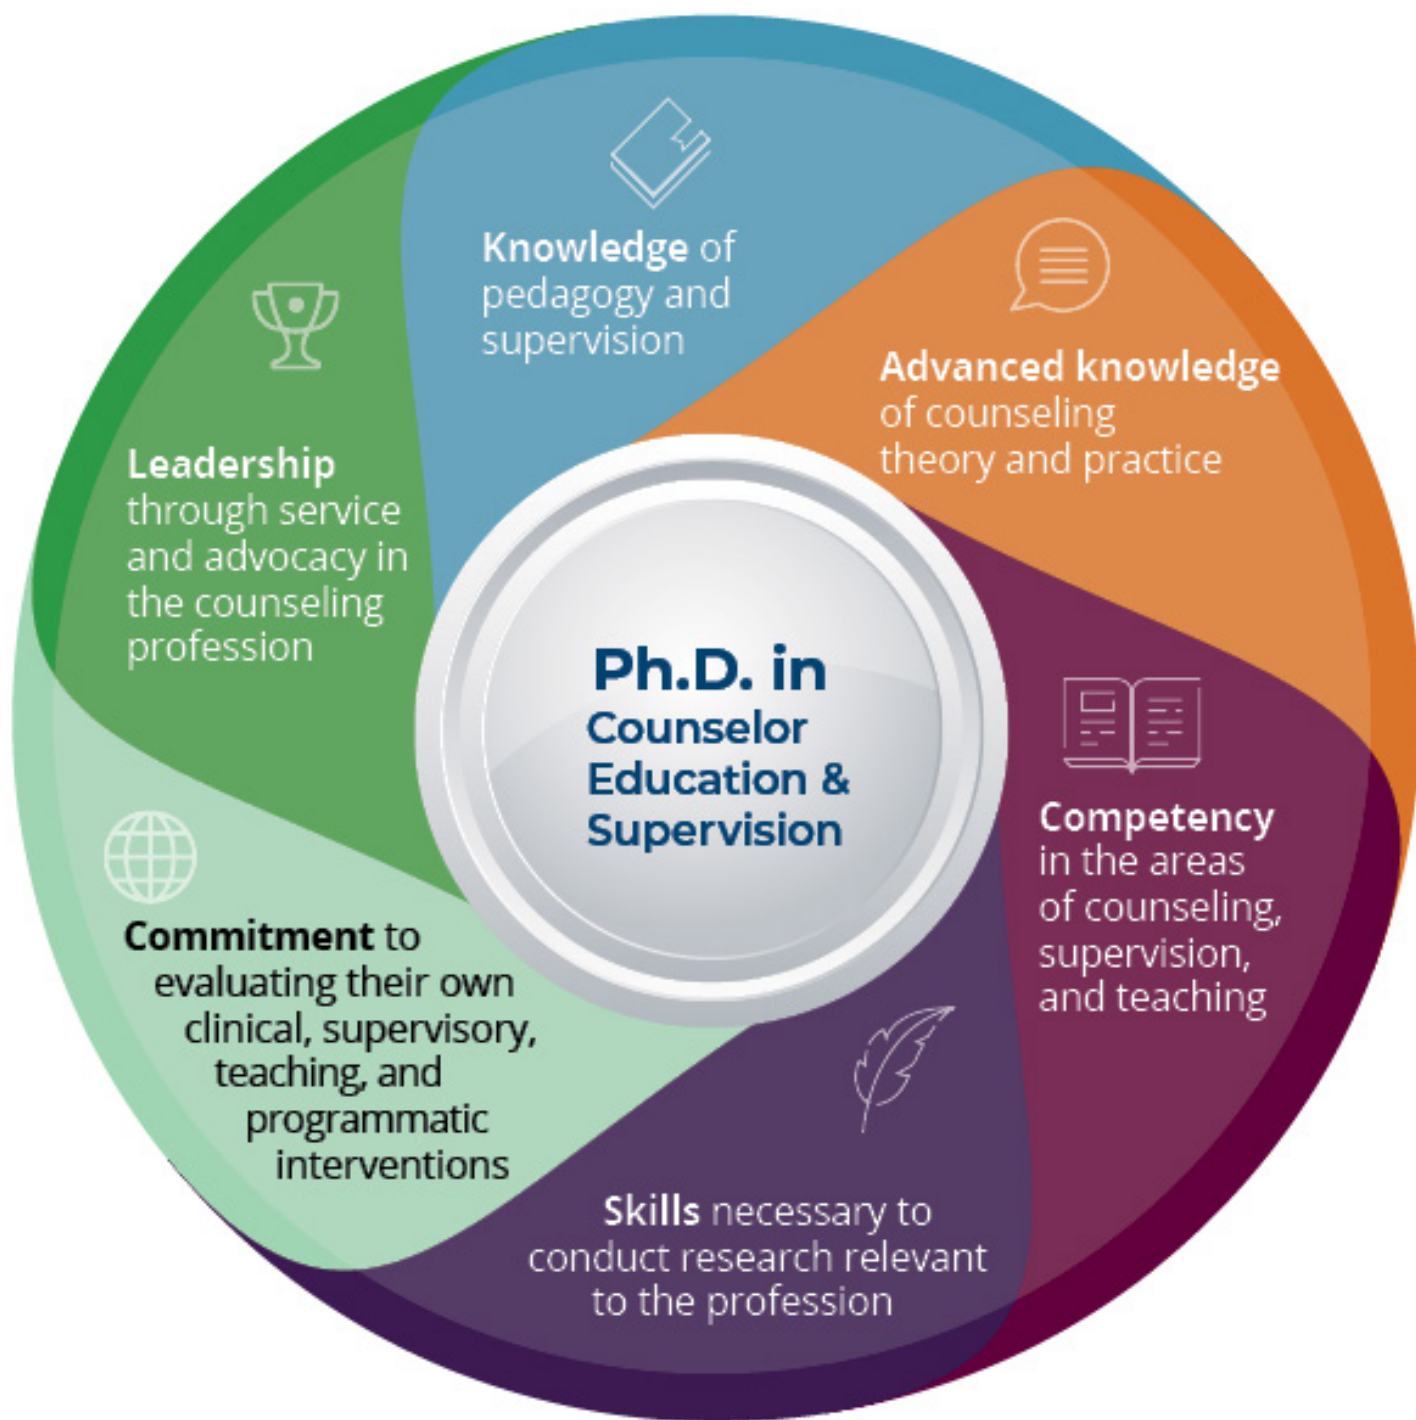 Knowledge of
pedagogy and
supervision
Advanced knowledge
of counseling
theory and practice
Competency
in the areas
of counseling,
supervision,
and teaching
Skills necessary to
conduct research relevant
to the profession
Commitment to
evaluating their own
clinical, supervisory,
teaching, and
programmatic
interventions
Leadership
through service
and advocacy in
the counseling
profession
Ph.D. in
Counselor
Education &
Supervision